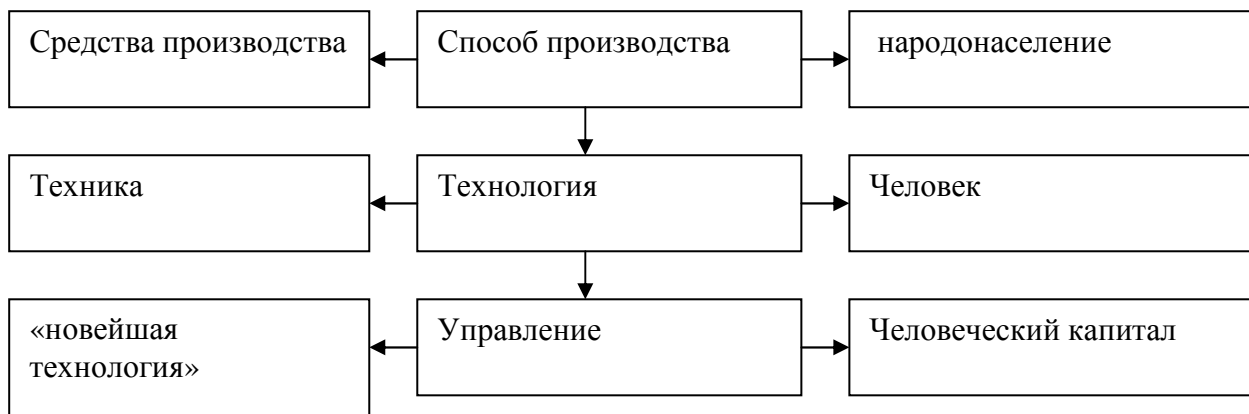 Средства производства
Способ производства
народонаселение
Техника
Технология
Человек
«новейшая
технология»
Управление
Человеческий капитал